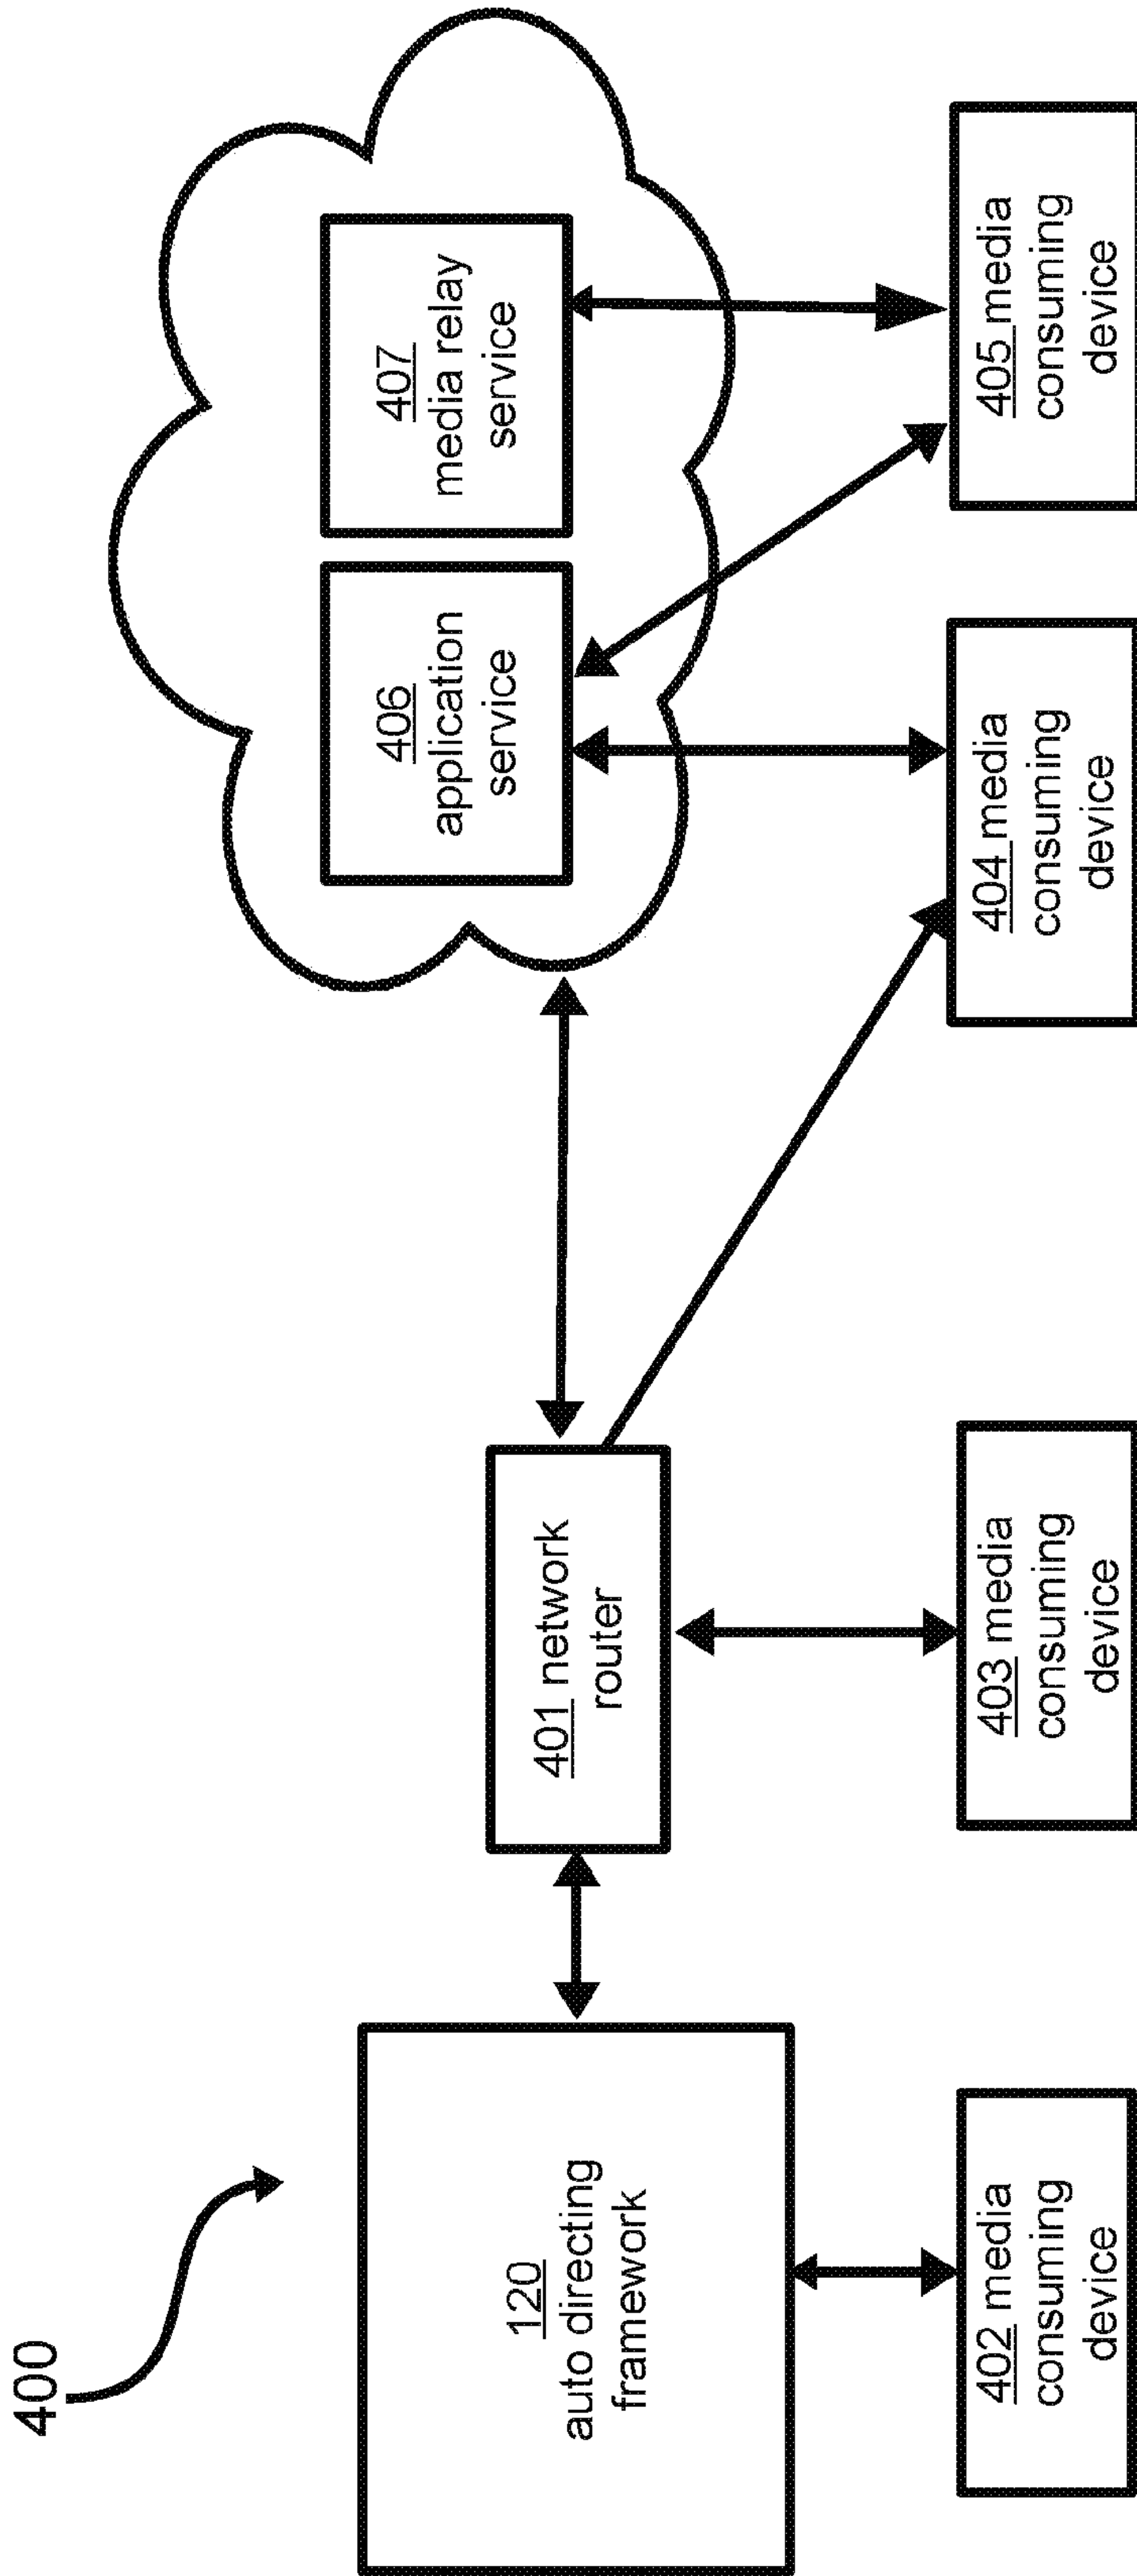 400
120
auto directing
framework
401 network
router
406
application
service
407
media relay
service
402 media
consuming
device
403 media
consuming
device
404 media
consuming
device
405 media
consuming
device